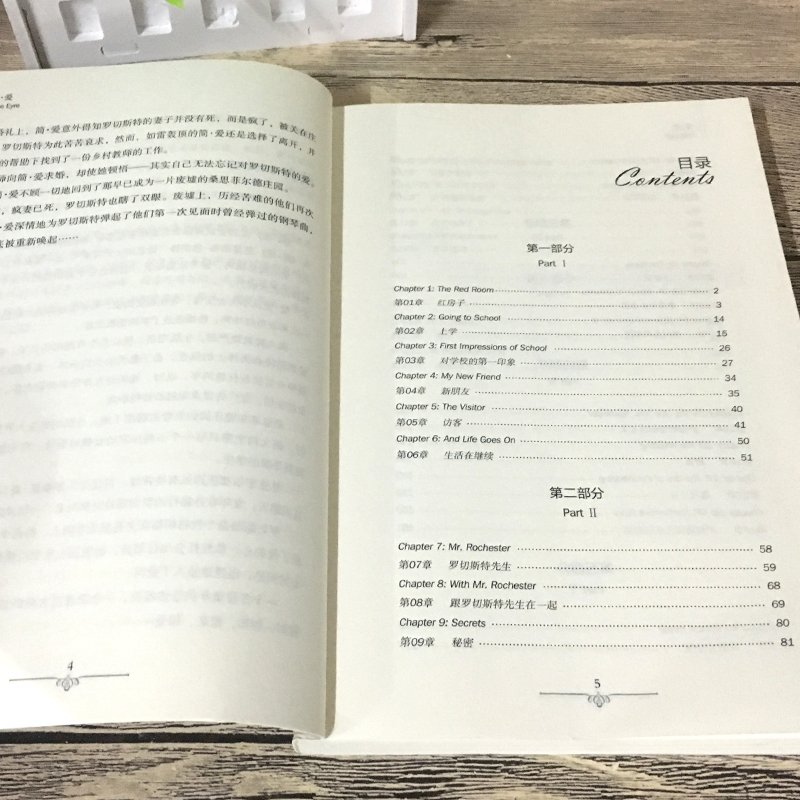 ·爱
e Eyre
婚礼上，简·爱意外得知罗切斯特的妻子并没有死，而是疯了，被关在庄
罗切斯特为此苦苦哀求，然而，如雷轰顶的简·爱还是选择了离开，并
的帮助下找到了一份乡村教师的工作。
师向简·爱求婚，却使她顿悟——其实自己无法忘记对罗切斯特的爱。
·爱不顾一切地回到了那早已成为一片废墟的桑思菲尔德庄园。
，疯妻已死，罗切斯特也瞎了双眼。废墟上，历经苦难的他们再次
·爱深情地为罗切斯特弹起了他们第一次见面时曾经弹过的钢琴曲，
被重新唤起……
4
目录
Contents
第一部分
Part Ⅰ
Chapter 1: The Red Room 2
第01章 红房子 3
Chapter 2: Going to School 14
第02章 上学 15
Chapter 3: First Impressions of School 26
第03章 对学校的第一印象 27
Chapter 4: My New Friend 34
第04章 新朋友 35
Chapter 5: The Visitor 40
第05章 访客 41
Chapter 6: And Life Goes On 50
第06章 生活在继续 51
第二部分
Part Ⅱ
Chapter 7: Mr. Rochester 58
第07章 罗切斯特先生 59
Chapter 8: With Mr. Rochester 68
第08章 跟罗切斯特先生在一起 69
Chapter 9: Secrets 80
第09章 秘密 81
5